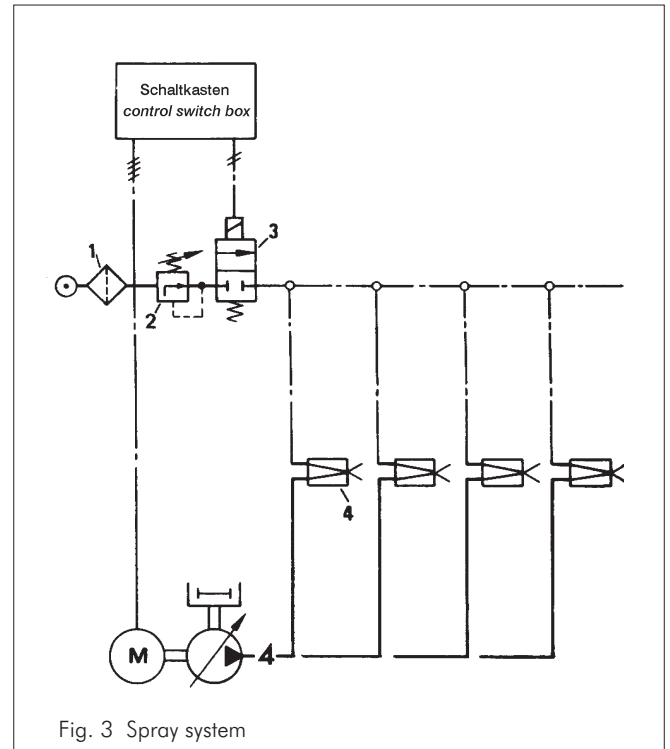 Schaltkasten
control switch box
3
1
2
4
M
4
Fig. 3 Spray system